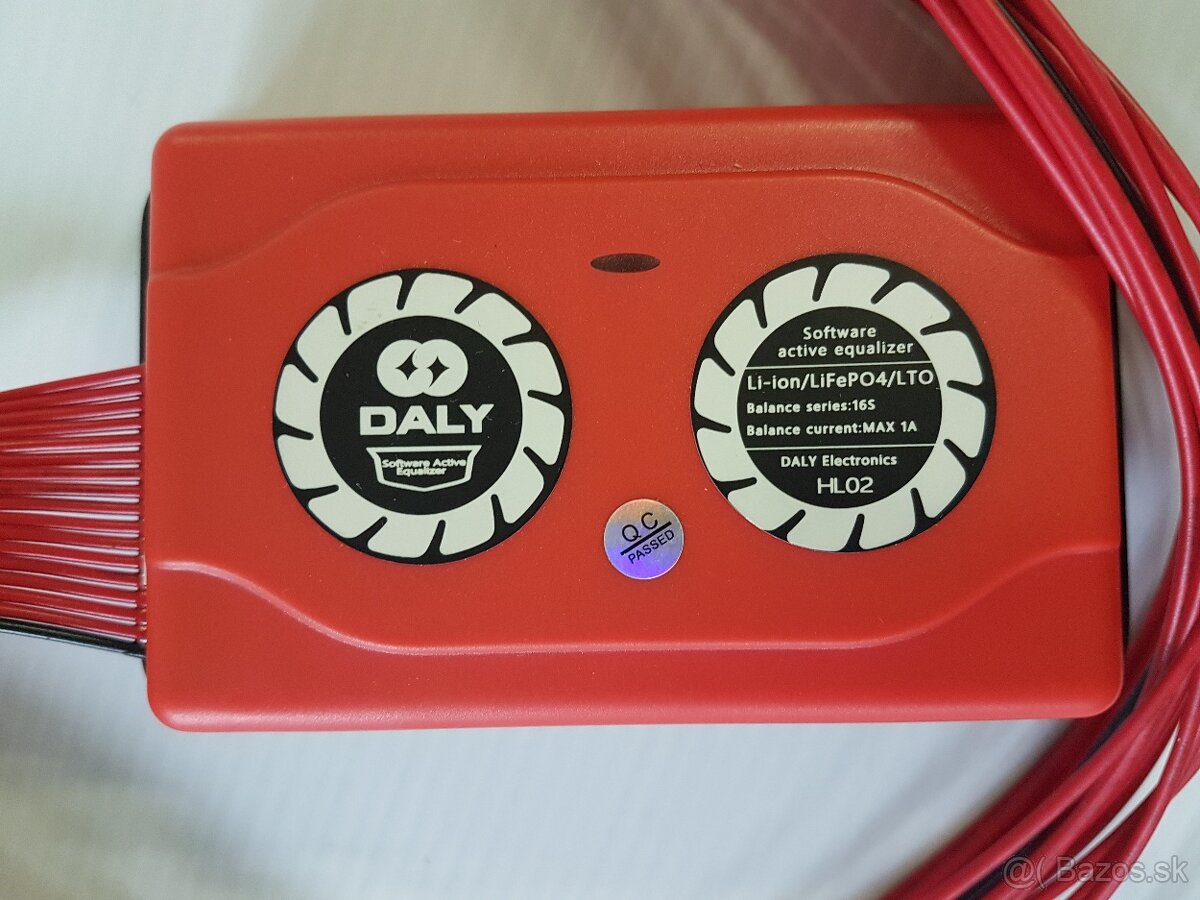 DALY
Software Active
Equalizer
Software
active equalizer
Li-ion/LiFePO4/LTO
Balance series:16S
Balance current:MAX 1A
DALY Electronics
HL02
QC
PASSED
@( Bazos.sk